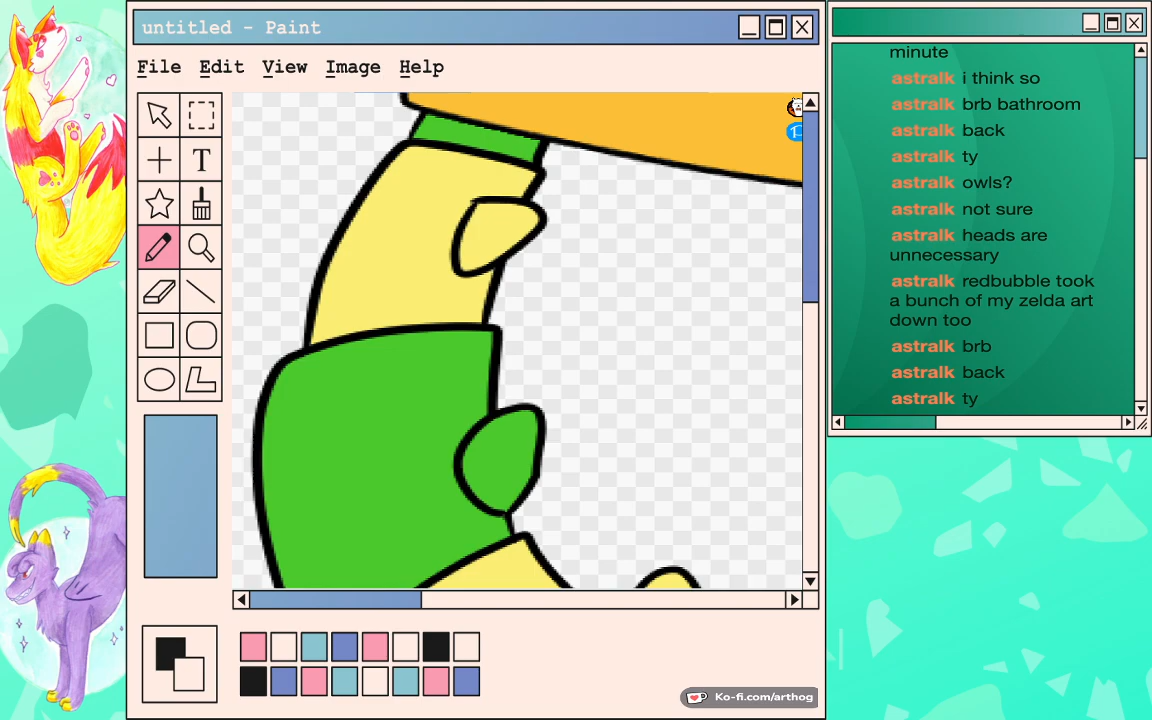 untitled - Paint
File Edit View Image Help
T
Ko-fi.com/arthog
minute
astralk i think so
astralk brb bathroom
astralk back
astralk ty
astralk owls?
astralk not sure
astralk heads are
unnecessary
astralk redbubble took
a bunch of my zelda art
down too
astralk brb
astralk back
astralk ty